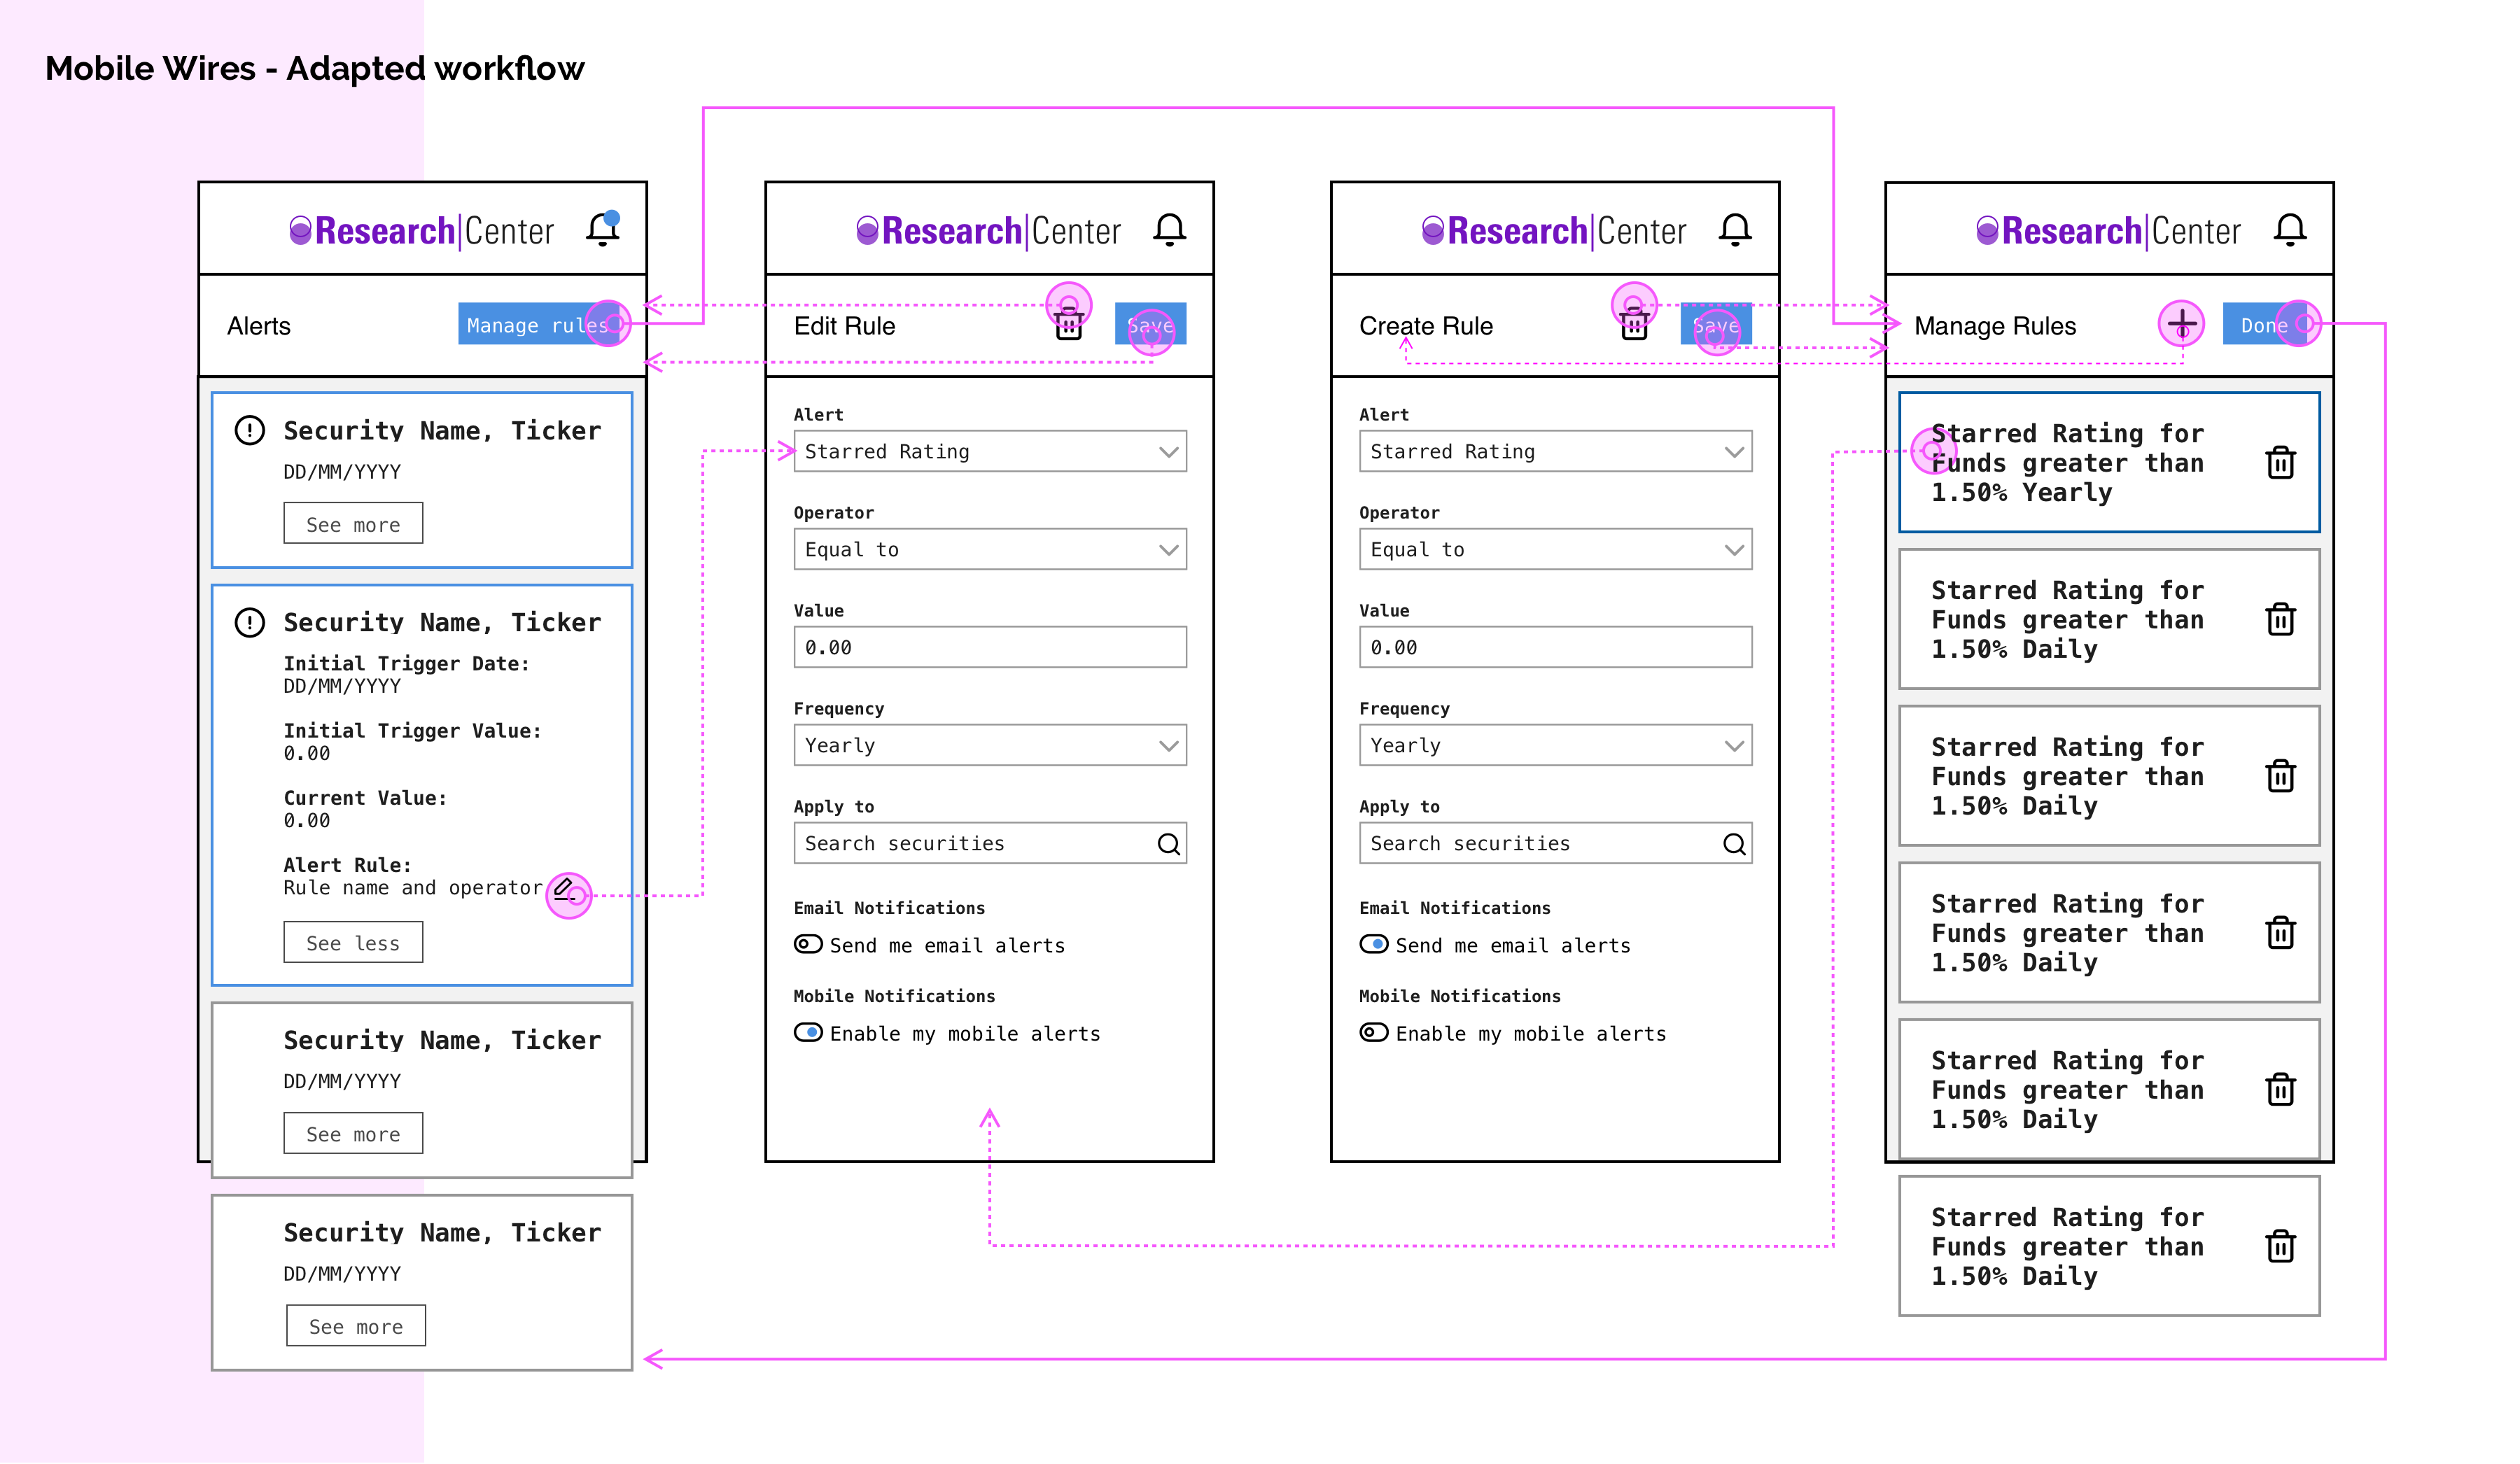 Mobile Wires - Adapted workflow
Research|Center
Alerts
Manage rules
Security Name, Ticker
DD/MM/YYYY
See more
Security Name, Ticker
Initial Trigger Date:
DD/MM/YYYY
Initial Trigger Value:
0.00
Current Value:
0.00
Alert Rule:
Rule name and operator
See less
Security Name, Ticker
DD/MM/YYYY
See more
Security Name, Ticker
DD/MM/YYYY
See more
Research|Center
Edit Rule
Save
Alert
Starred Rating
Operator
Equal to
Value
0.00
Frequency
Yearly
Apply to
Search securities
Email Notifications
Send me email alerts
Mobile Notifications
Enable my mobile alerts
Research|Center
Create Rule
Save
Alert
Starred Rating
Operator
Equal to
Value
0.00
Frequency
Yearly
Apply to
Search securities
Email Notifications
Send me email alerts
Mobile Notifications
Enable my mobile alerts
Research|Center
Manage Rules
Done
Starred Rating for
Funds greater than
1.50% Yearly
Starred Rating for
Funds greater than
1.50% Daily
Starred Rating for
Funds greater than
1.50% Daily
Starred Rating for
Funds greater than
1.50% Daily
Starred Rating for
Funds greater than
1.50% Daily
Starred Rating for
Funds greater than
1.50% Daily